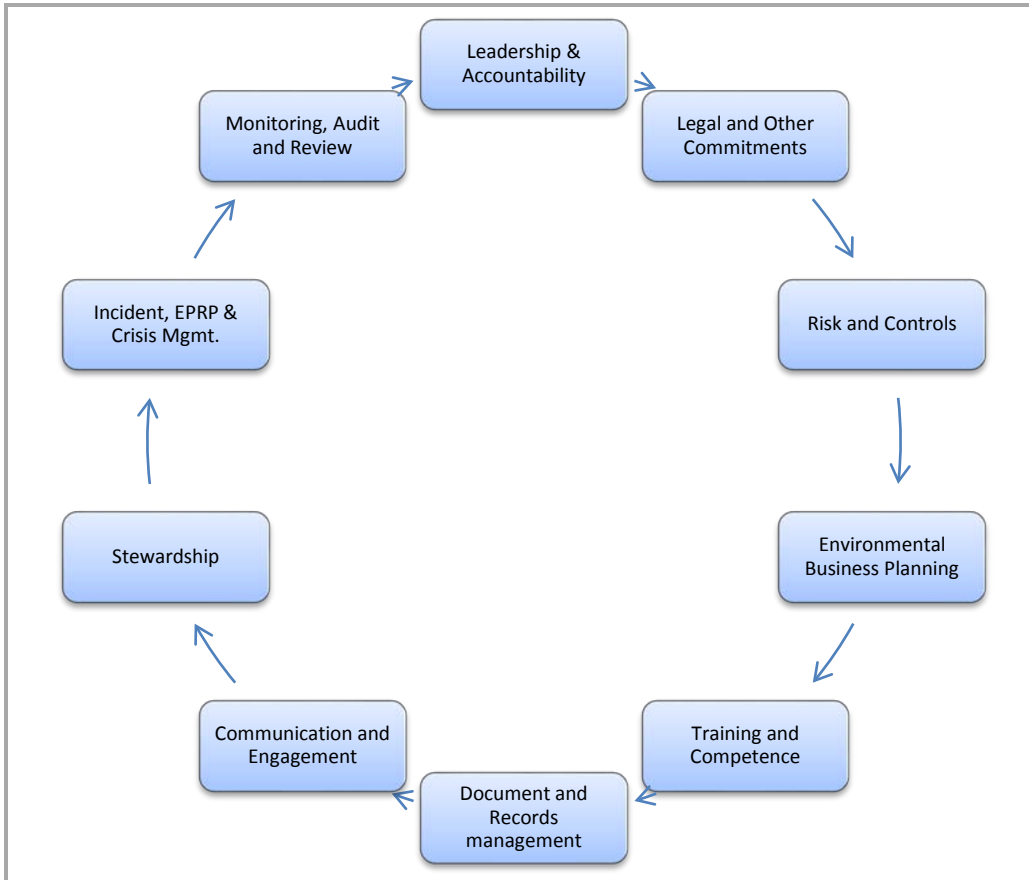 Leadership &
Accountability
Legal and Other
Commitments
Risk and Controls
Environmental
Business Planning
Training and
Competence
Document and
Records
management
Communication and
Engagement
Stewardship
Incident, EPRP &
Crisis Mgmt.
Monitoring, Audit
and Review